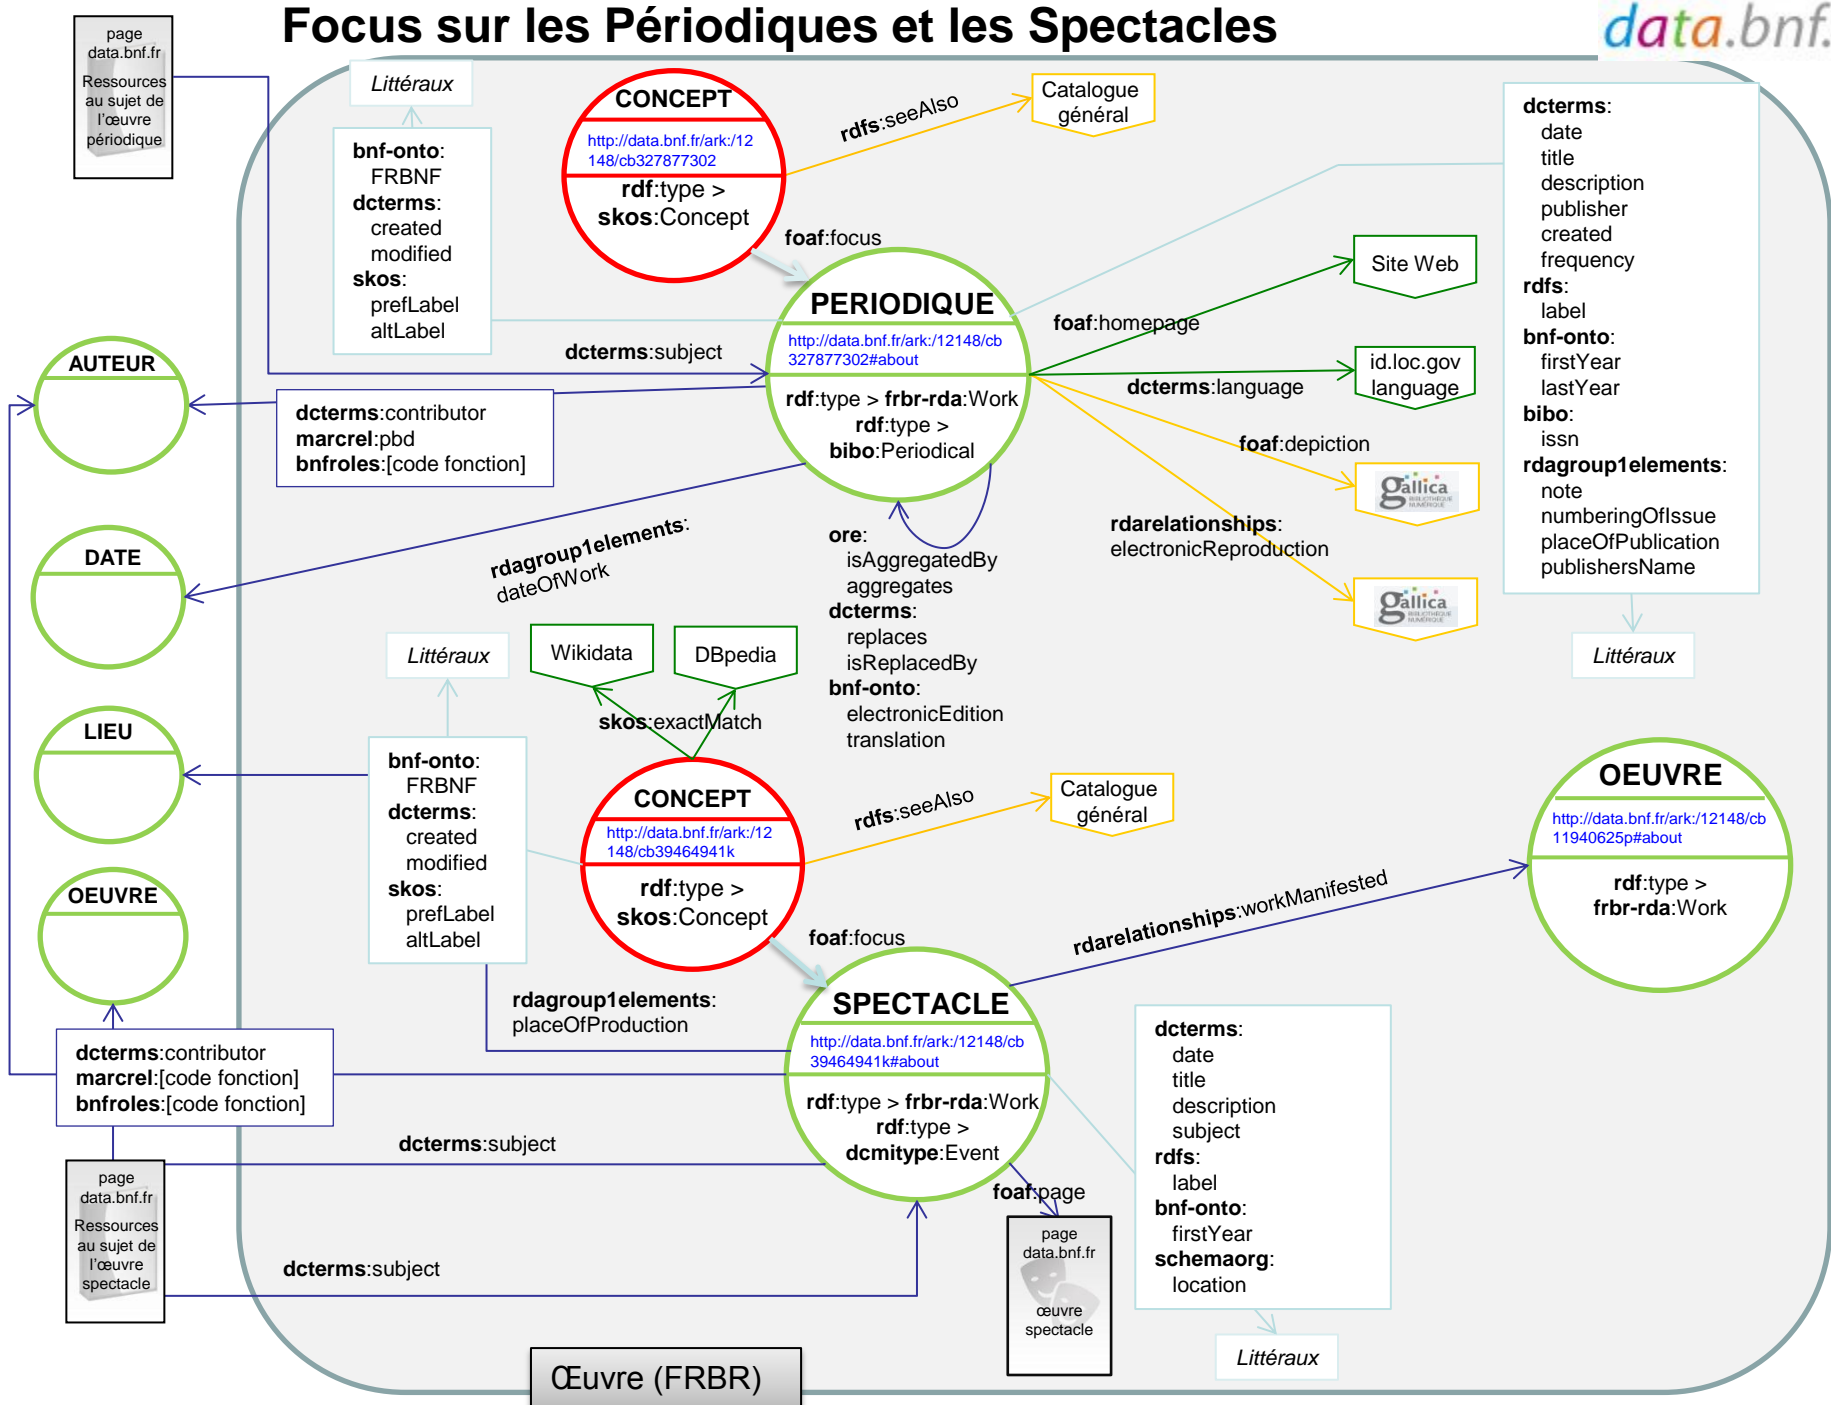 Focus sur les Périodiques et les Spectacles
data.bnf.
page
data.bnf.fr
Ressources
au sujet de
l'œuvre
périodique
Littéraux
bnf-onto:
FRBNF
dcterms:
created
modified
skos:
prefLabel
altLabel
CONCEPT
http://data.bnf.fr/ark:/12
148/cb327877302
rdf:type >
skos:Concept
rdfs:seeAlso
Catalogue
général
foaf:focus
PERIODIQUE
http://data.bnf.fr/ark:/12148/cb
327877302#about
rdf:type > frbr-rda:Work
rdf:type >
bibo:Periodical
foaf:homepage
Site Web
dcterms:language
id.loc.gov
language
foaf:depiction
gallica
BIBLIOTHÈQUE
NUMÉRIQUE
rdarelationships:
electronicReproduction
gallica
BIBLIOTHÈQUE
NUMÉRIQUE
dcterms:
date
title
description
publisher
created
frequency
rdfs:
label
bnf-onto:
firstYear
lastYear
bibo:
issn
rdagroup1elements:
note
numberingOfIssue
placeOfPublication
publishersName
Littéraux
dcterms:subject
AUTEUR
dcterms:contributor
marcrel:pbd
bnfroles:[code fonction]
DATE
rdagroup1elements:
dateOfWork
ore:
isAggregatedBy
aggregates
dcterms:
replaces
isReplacedBy
bnf-onto:
electronicEdition
translation
Littéraux
Wikidata
DBpedia
skos:exactMatch
LIEU
bnf-onto:
FRBNF
dcterms:
created
modified
skos:
prefLabel
altLabel
CONCEPT
http://data.bnf.fr/ark:/12
148/cb39464941k
rdf:type >
skos:Concept
rdfs:seeAlso
Catalogue
général
OEUVRE
http://data.bnf.fr/ark:/12148/cb
11940625p#about
rdf:type >
frbr-rda:Work
OEUVRE
foaf:focus
rdarelationships:workManifested
rdagroup1elements:
placeOfProduction
SPECTACLE
http://data.bnf.fr/ark:/12148/cb
39464941k#about
rdf:type > frbr-rda:Work
rdf:type >
dcmitype:Event
dcterms:contributor
marcrel:[code fonction]
bnfroles:[code fonction]
dcterms:subject
page
data.bnf.fr
Ressources
au sujet de
l'œuvre
spectacle
dcterms:subject
foaf:page
page
data.bnf.fr
œuvre
spectacle
dcterms:
date
title
description
subject
rdfs:
label
bnf-onto:
firstYear
schemaorg:
location
Littéraux
Œuvre (FRBR)